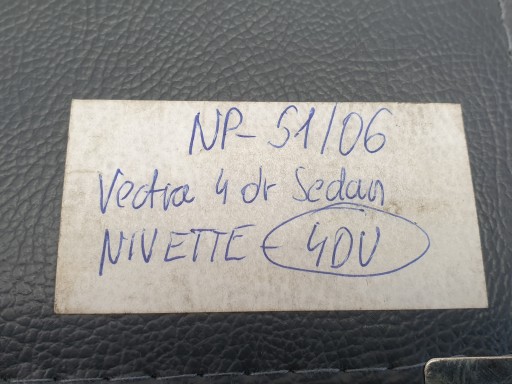 NP-51/06
Vectra 4 dr Sedan
NIVETTE - 4DV